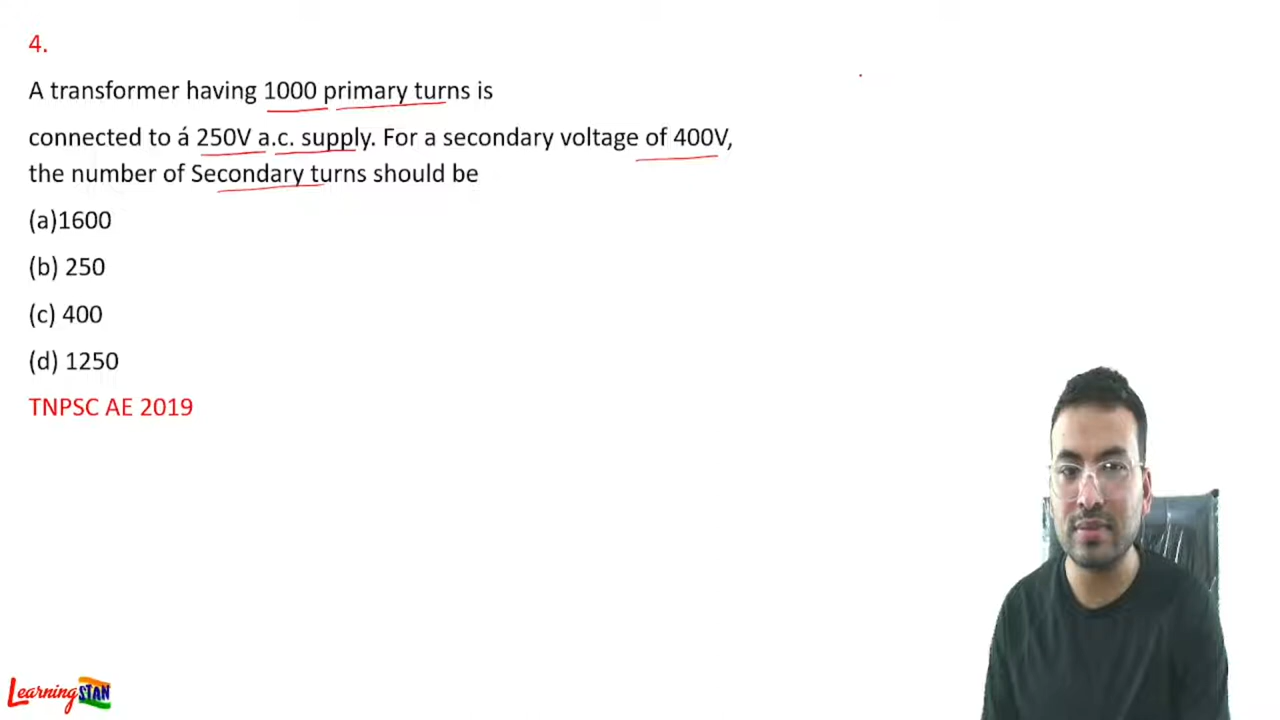 4.
A transformer having 1000 primary turns is
connected to á 250V a.c. supply. For a secondary voltage of 400V,
the number of Secondary turns should be
(a)1600
(b) 250
(c) 400
(d) 1250
TNPSC AE 2019
LearningSTAN